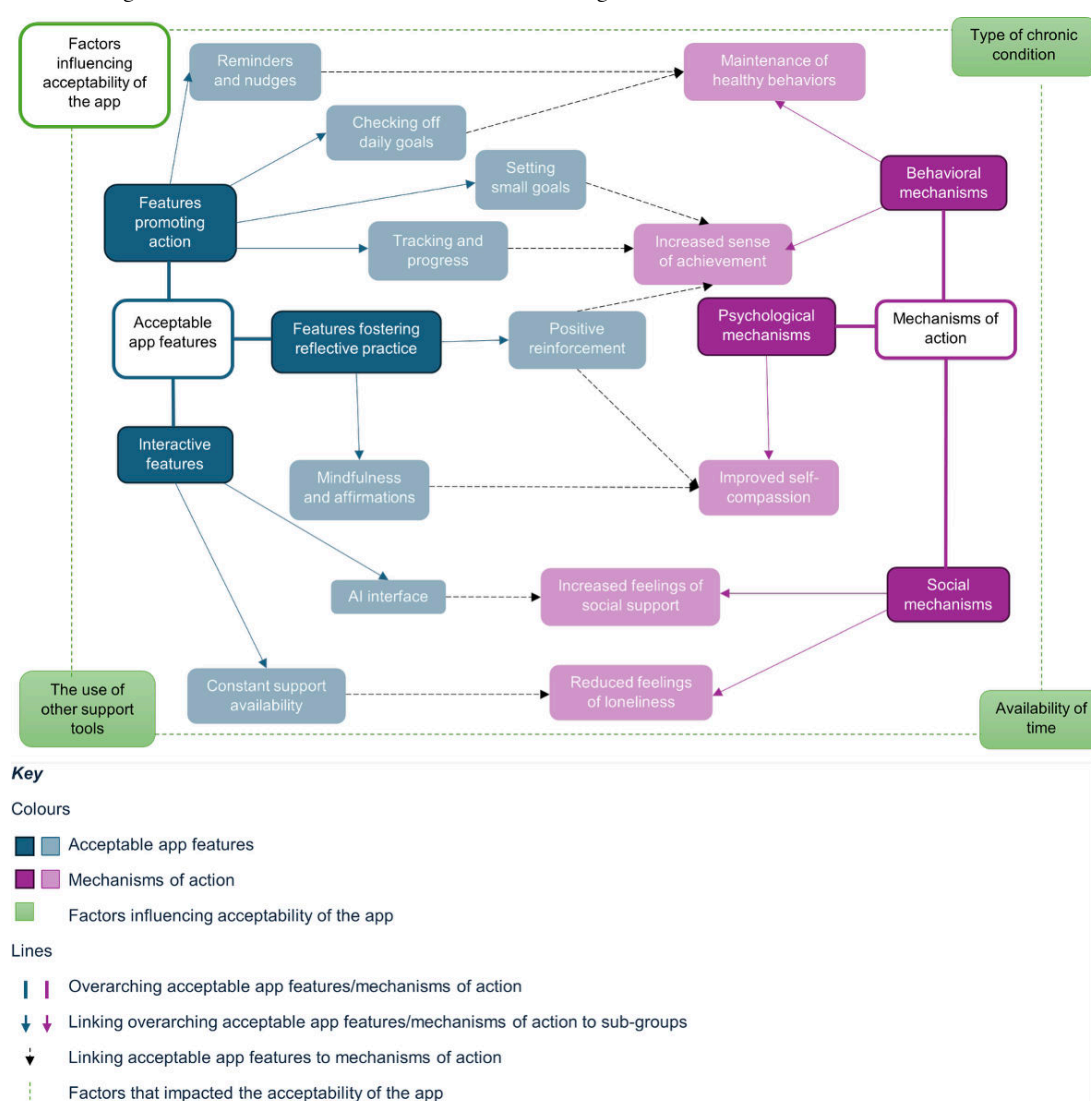 Factors
influencing
acceptability of
the app
Reminders
and nudges
Maintenance of
healthy behaviors
Type of chronic
condition
Checking off
daily goals
Setting
small goals
Behavioral
mechanisms
Features
promoting
action
Tracking and
progress
Increased sense
of achievement
Acceptable
app features
Features fostering
reflective practice
Positive
reinforcement
Psychological
mechanisms
Mechanisms of
action
Interactive
features
Mindfulness
and affirmations
Improved self-
compassion
AI interface
Increased feelings of
social support
Social
mechanisms
The use of
other support
tools
Constant support
availability
Reduced feelings
of loneliness
Availability of
time
Key
Colours
Acceptable app features
Mechanisms of action
Factors influencing acceptability of the app
Lines
Overarching acceptable app features/mechanisms of action
Linking overarching acceptable app features/mechanisms of action to sub-groups
Linking acceptable app features to mechanisms of action
Factors that impacted the acceptability of the app